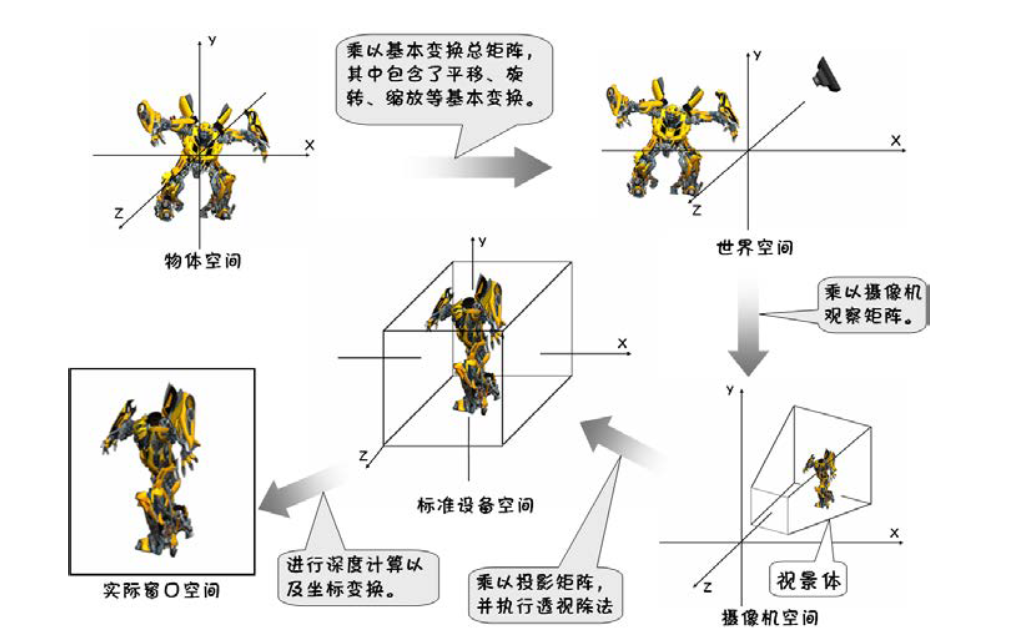 y
x
z
物体空间
乘以基本变换总矩阵，
其中包含了平移、旋
转、缩放等基本变换。
y
x
z
世界空间
乘以摄像机
观察矩阵。
y
x
z
视景体
摄像机空间
乘以投影矩阵，
并执行透视除法
y
x
z
标准设备空间
进行深度计算以
及坐标变换。
实际窗口空间